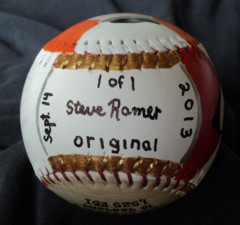 1 of 1
Steve Ramer
original
Sept. 14
2013